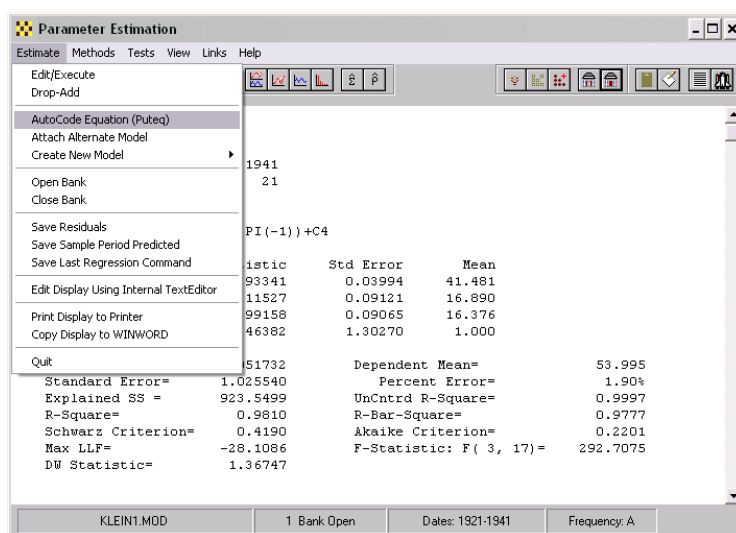 Parameter Estimation
Estimate Methods Tests View Links Help
Edit/Execute
Drop-Add
AutoCode Equation (Puteq)
Attach Alternate Model
Create New Model
Open Bank
Close Bank
Save Residuals
Save Sample Period Predicted
Save Last Regression Command
Edit Display Using Internal TextEditor
Print Display to Printer
Copy Display to WINWORD
Quit
1941
21
PI(-1))+C4
istic Std Error Mean
93341 0.03994 41.481
11527 0.09121 16.890
99158 0.09065 16.376
46382 1.30270 1.000
51732 Dependent Mean= 53.995
Standard Error= 1.025540 Percent Error= 1.90%
Explained SS = 923.5499 UnCntrd R-Square= 0.9997
R-Square= 0.9810 R-Bar-Square= 0.9777
Schwarz Criterion= 0.4190 Akaike Criterion= 0.2201
Max LLF= -28.1086 F-Statistic: F( 3, 17)= 292.7075
DW Statistic= 1.36747
KLEIN1.MOD 1 Bank Open Dates: 1921-1941 Frequency: A